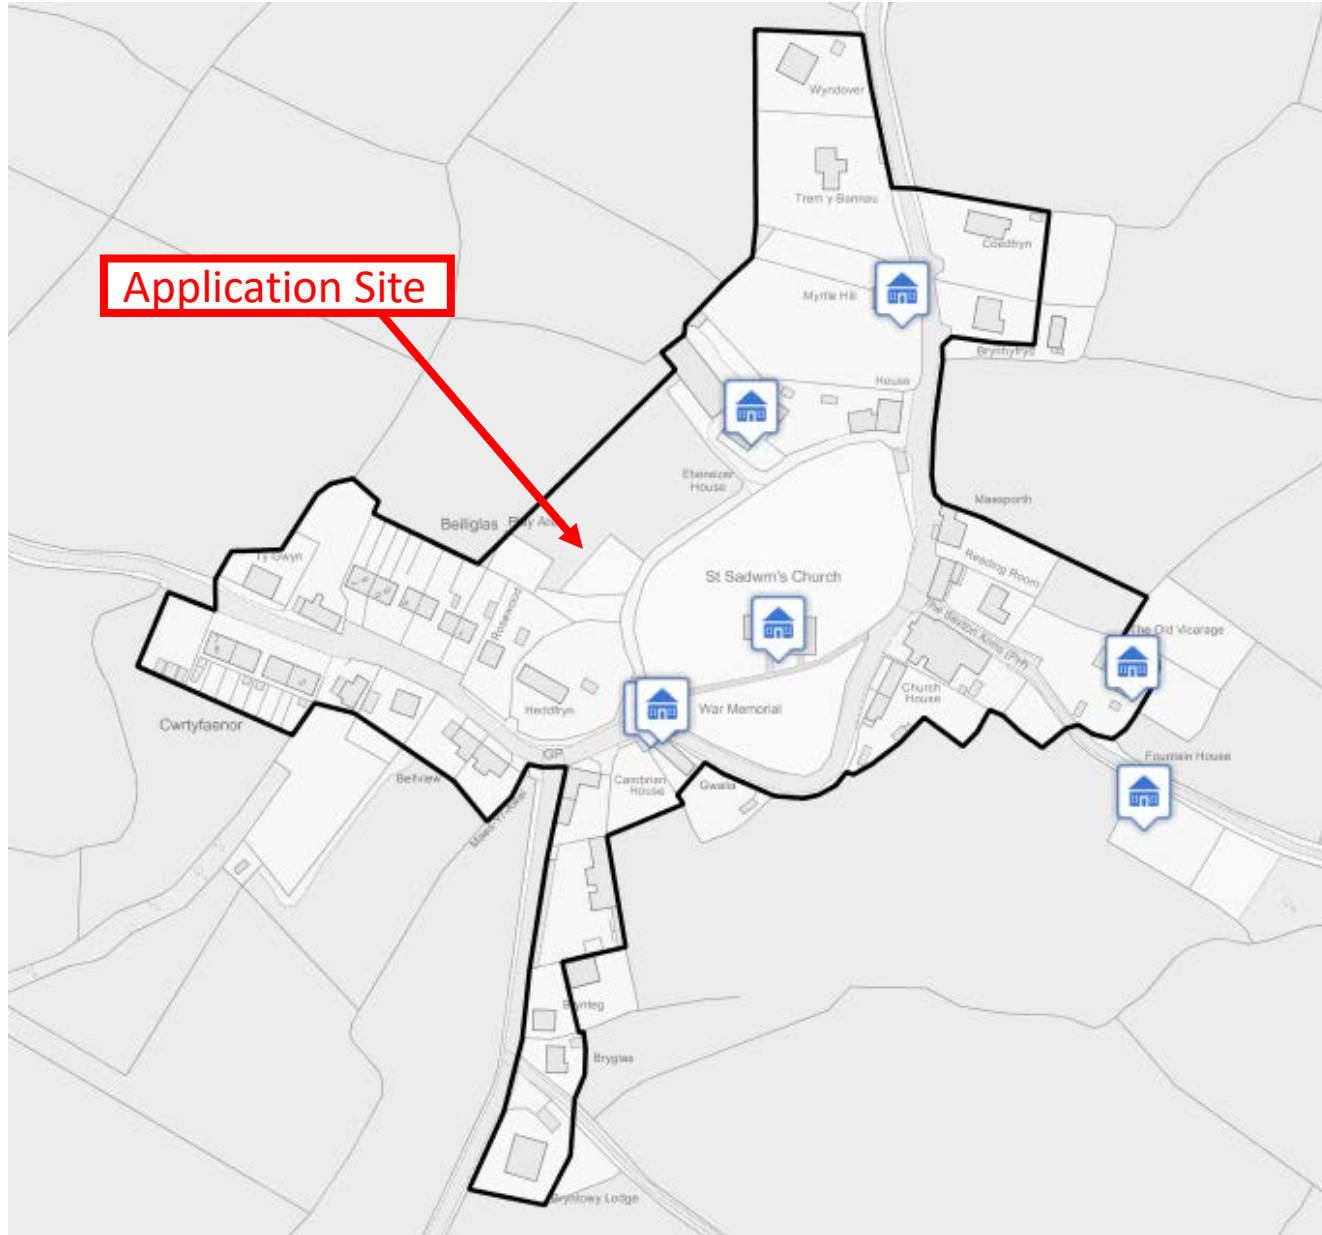 Wyndover
Trem y Bannau
Coedfryn
Application Site
Myrtle Hill
Brynhyfryd
House
Ebenezer
House
Maesporth
Beiliglas
Ty Gwyn
Reading Room
St Sadwrn's Church
Rosewood
The Sexton Arms (PH)
The Old Vicarage
Church
House
Heddfryn
War Memorial
Cwrtyfaenor
GP
Fountain House
Bellview
Cambrian
House
Gwalia
Brynteg
Bryglas
Bryntowy Lodge